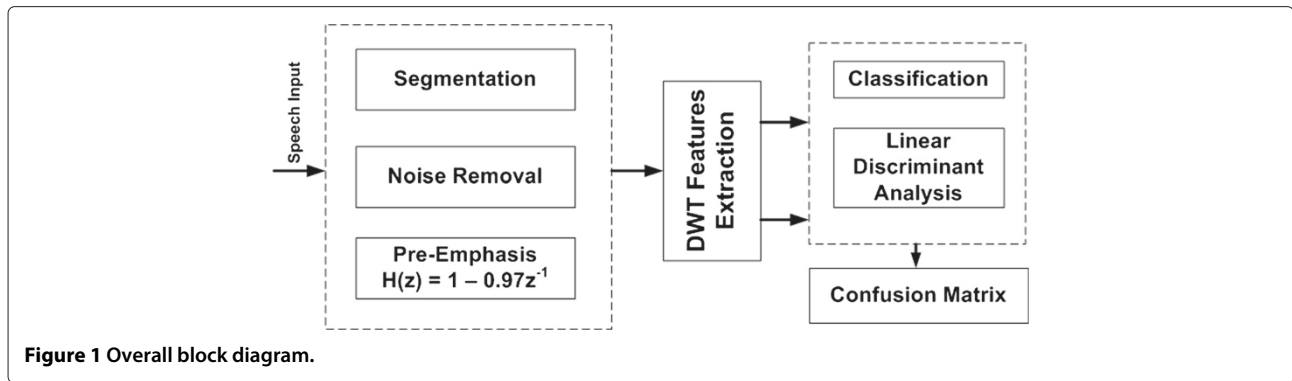 Speech Input
Segmentation
Noise Removal
Pre-Emphasis
H(z) = 1 – 0.97z⁻¹
DWT Features
Extraction
Classification
Linear
Discriminant
Analysis
Confusion Matrix
Figure 1 Overall block diagram.